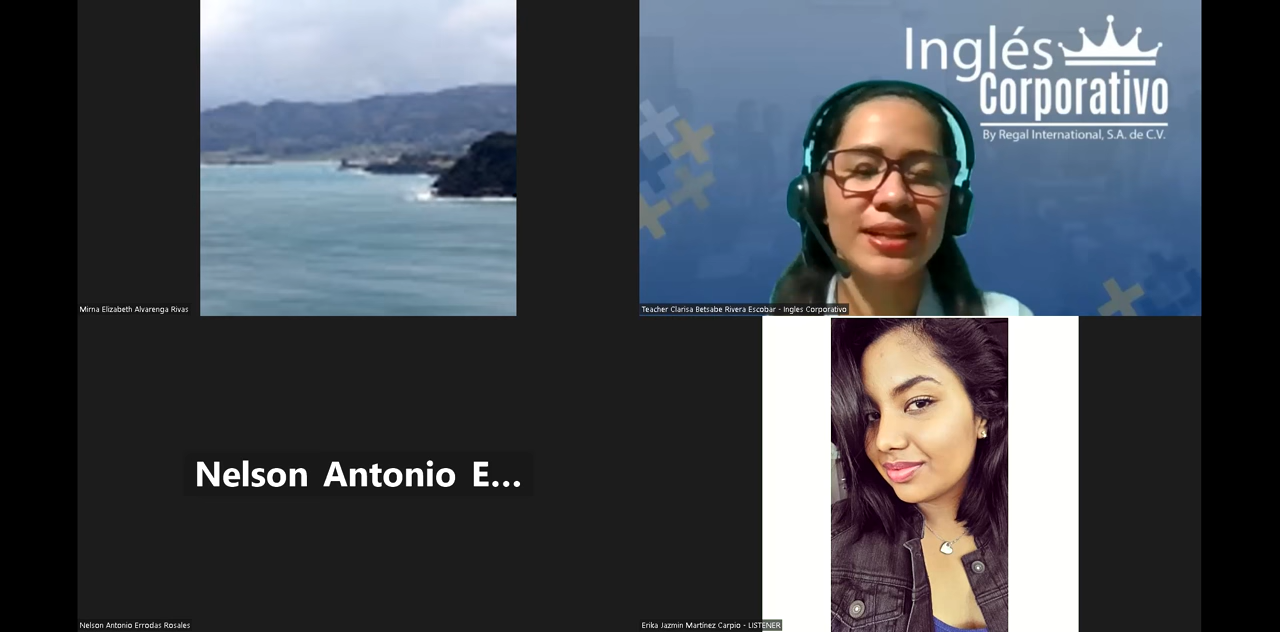 Inglés
Corporativo
By Regal International, S.A. de C.V.
Mirna Elizabeth Alvarenga Rivas
Teacher Clarisa Betsabe Rivera Escobar - Ingles Corporativo
Nelson Antonio E...
Nelson Antonio Errodas Rosales
Erika Jazmin Martínez Carpio - LISTENER